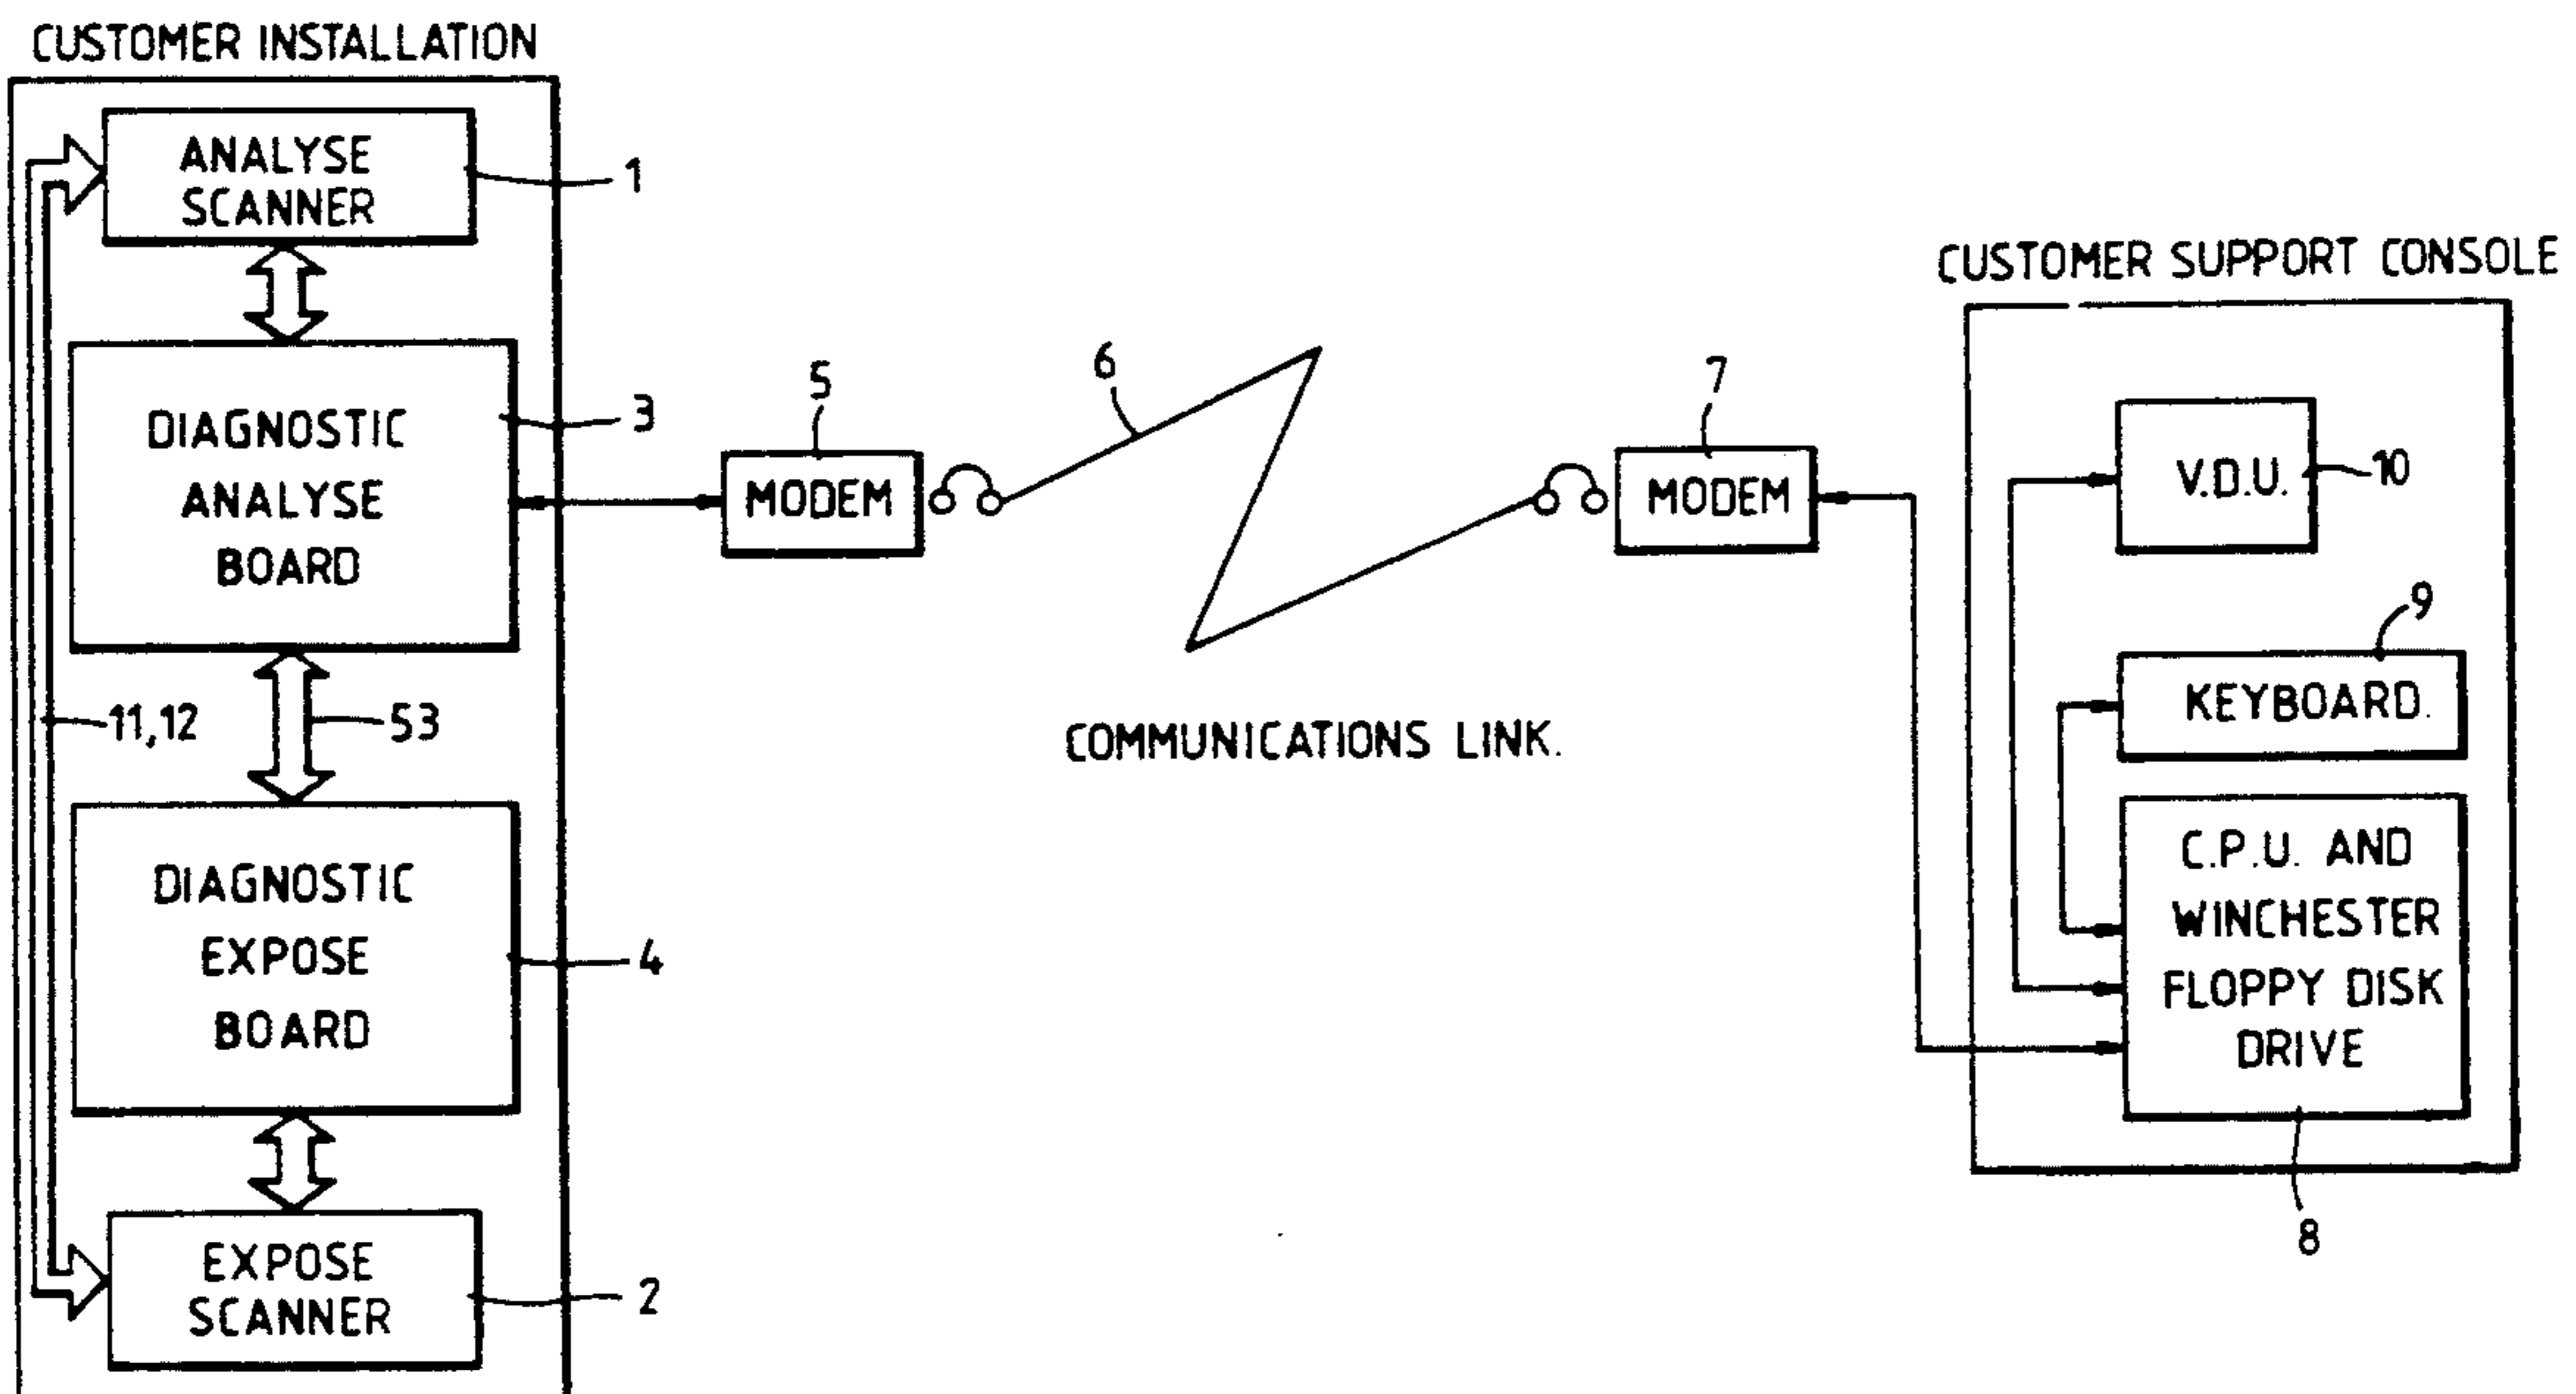 CUSTOMER INSTALLATION
ANALYSE
SCANNER
1
DIAGNOSTIC
ANALYSE
BOARD
3
11,12
53
DIAGNOSTIC
EXPOSE
BOARD
4
EXPOSE
SCANNER
2
5
MODEM
6
COMMUNICATIONS LINK.
7
MODEM
CUSTOMER SUPPORT CONSOLE
V.D.U.
10
9
KEYBOARD.
C.P.U. AND
WINCHESTER
FLOPPY DISK
DRIVE
8